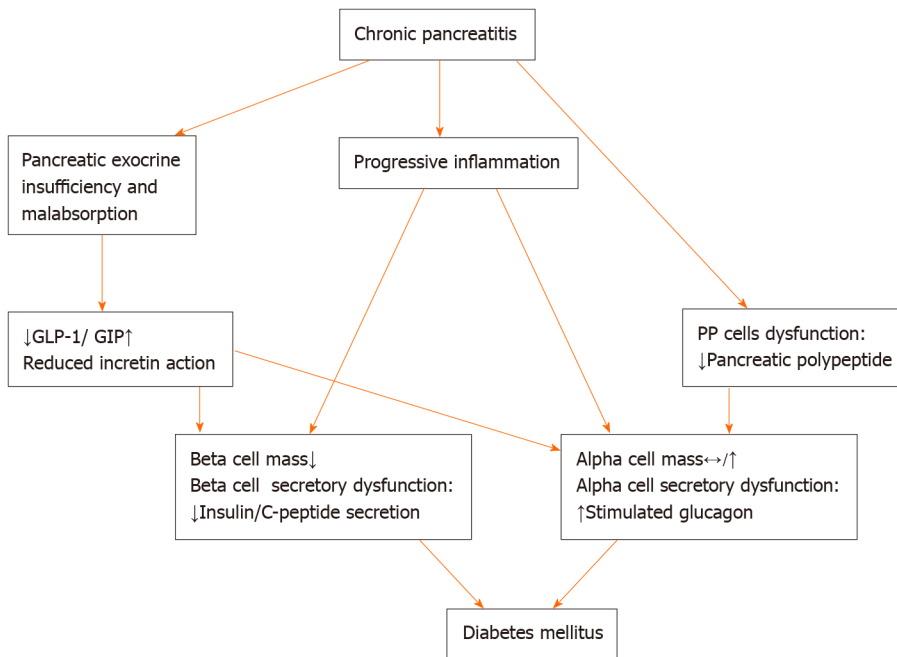 Chronic pancreatitis
Pancreatic exocrine
insufficiency and
malabsorption
Progressive inflammation
↓GLP-1/ GIP↑
Reduced incretin action
PP cells dysfunction:
↓Pancreatic polypeptide
Beta cell mass↓
Beta cell  secretory dysfunction:
↓Insulin/C-peptide secretion
Alpha cell mass↔/↑
Alpha cell secretory dysfunction:
↑Stimulated glucagon
Diabetes mellitus